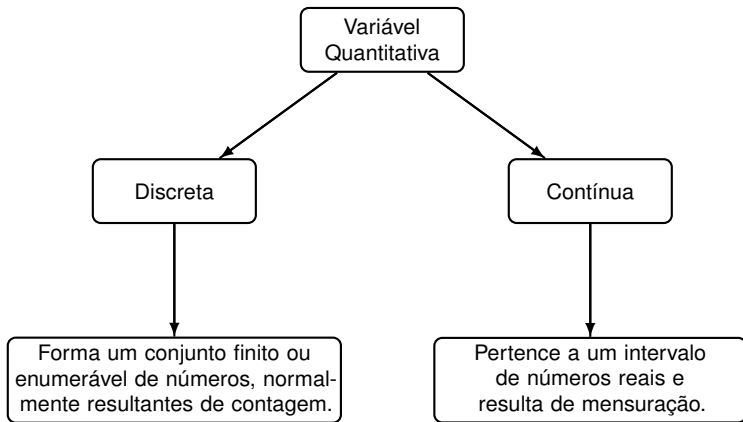 Variável
Quantitativa
Discreta
Contínua
Forma um conjunto finito ou
enumerável de números, normal-
mente resultantes de contagem.
Pertence a um intervalo
de números reais e
resulta de mensuração.